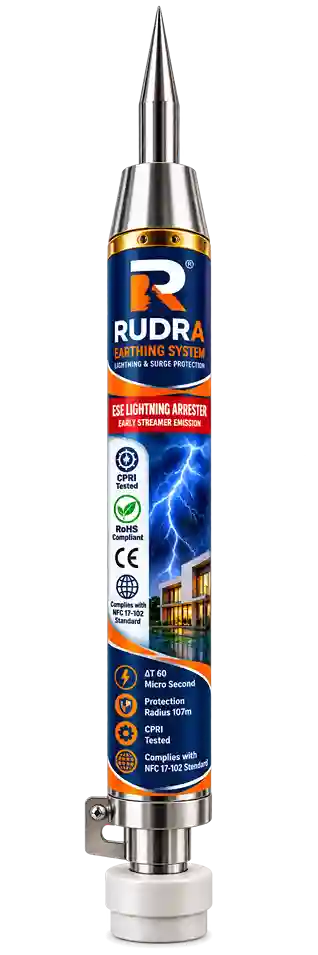 R®
RUDRA
EARTHING SYSTEM
LIGHTNING & SURGE PROTECTION
ESE LIGHTNING ARRESTER
EARLY STREAMER EMISSION
CPRI
Tested
RoHS
Compliant
CE
Complies with
NFC 17-102
Standard
ΔT 60
Micro Second
Protection
Radius 107m
CPRI
Tested
Complies with
NFC 17-102 Standard